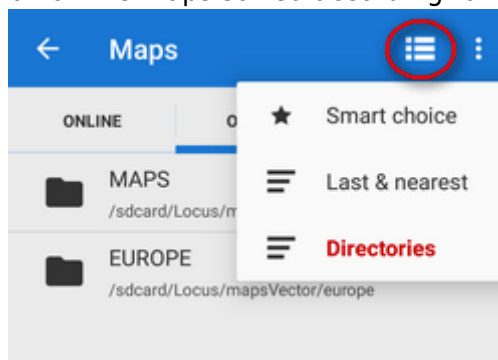 Maps
ONLINE O
Smart choice
MAPS
/sdcard/Locus/m
Last & nearest
EUROPE
Directories
/sdcard/Locus/mapsVector/europe